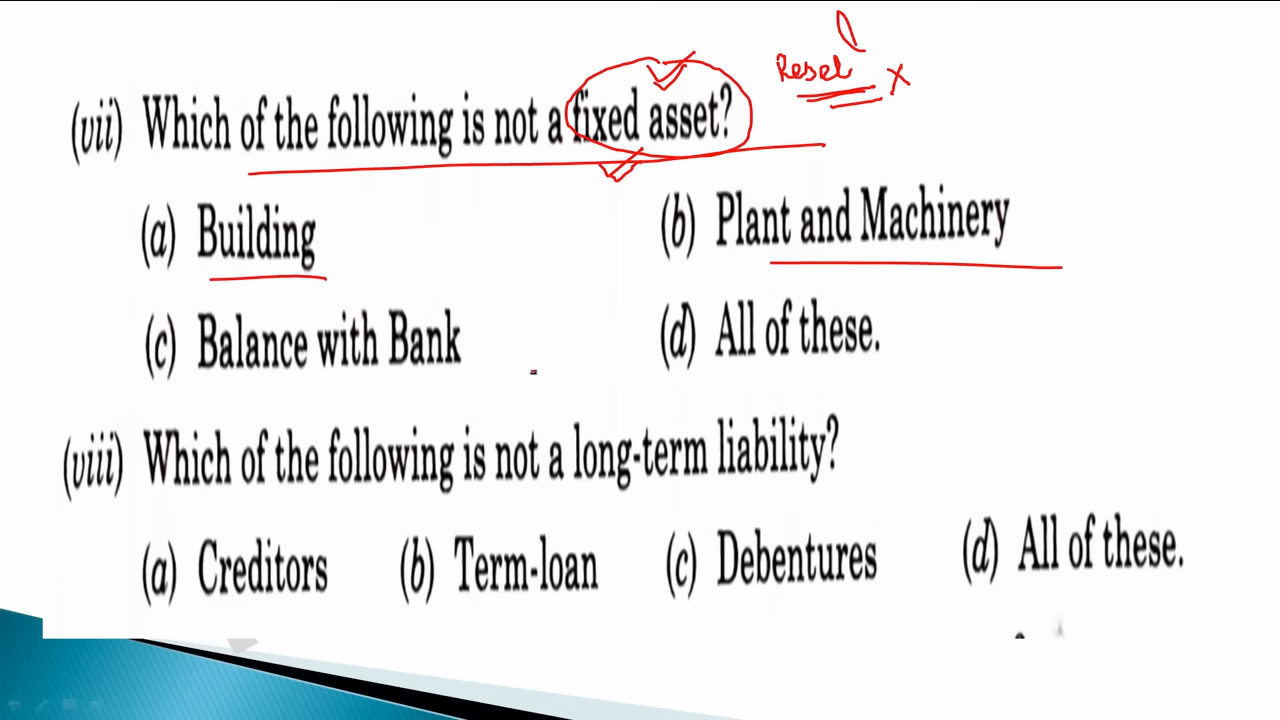 Resel
(vii) Which of the following is not a fixed asset?
(a) Building (b) Plant and Machinery
(c) Balance with Bank (d) All of these.
(viii) Which of the following is not a long-term liability?
(a) Creditors (b) Term-loan (c) Debentures (d) All of these.